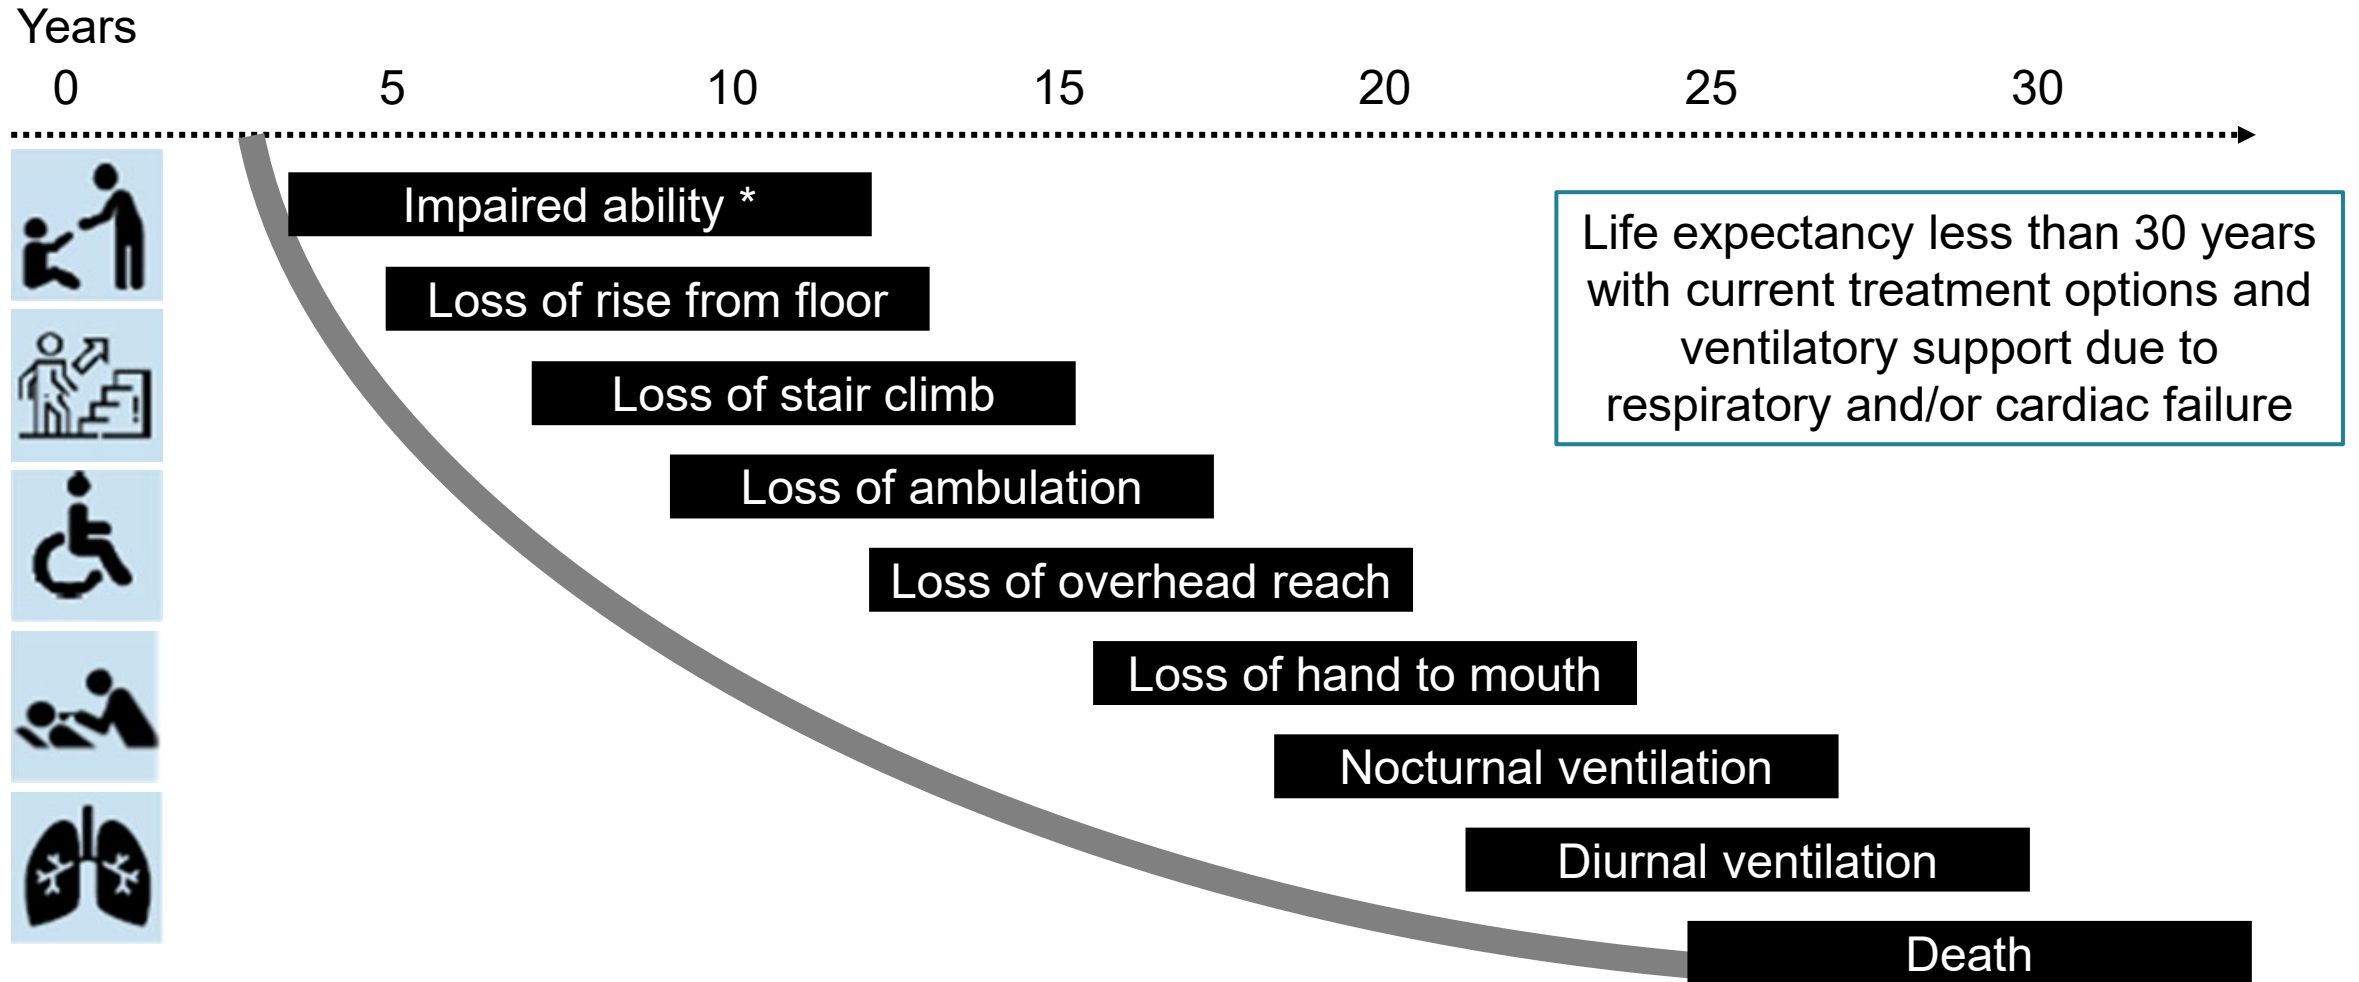 Years
0 5 10 15 20 25 30
Impaired ability *
Life expectancy less than 30 years
with current treatment options and
ventilatory support due to
respiratory and/or cardiac failure
Loss of rise from floor
Loss of stair climb
Loss of ambulation
Loss of overhead reach
Loss of hand to mouth
Nocturnal ventilation
Diurnal ventilation
Death